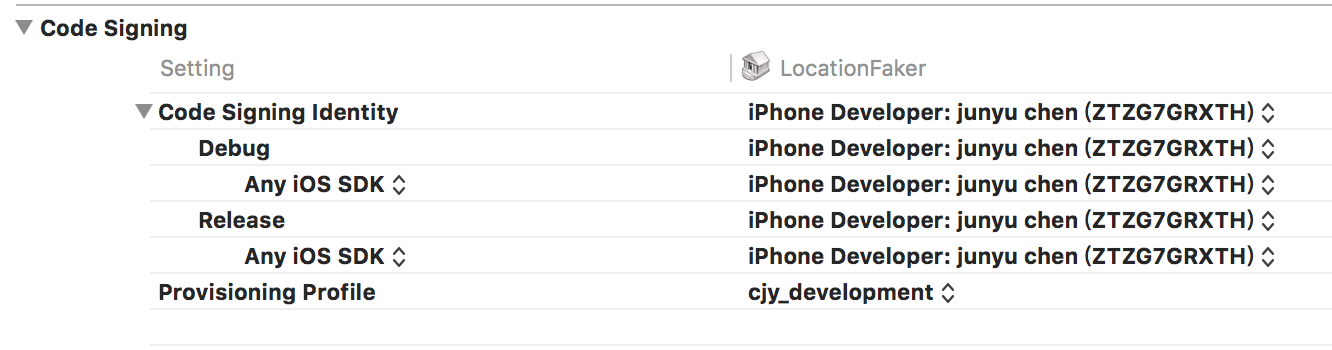 Code Signing
Setting LocationFaker
Code Signing Identity iPhone Developer: junyu chen (ZTZG7GRXTH)
Debug iPhone Developer: junyu chen (ZTZG7GRXTH)
Any iOS SDK iPhone Developer: junyu chen (ZTZG7GRXTH)
Release iPhone Developer: junyu chen (ZTZG7GRXTH)
Any iOS SDK iPhone Developer: junyu chen (ZTZG7GRXTH)
Provisioning Profile cjy_development